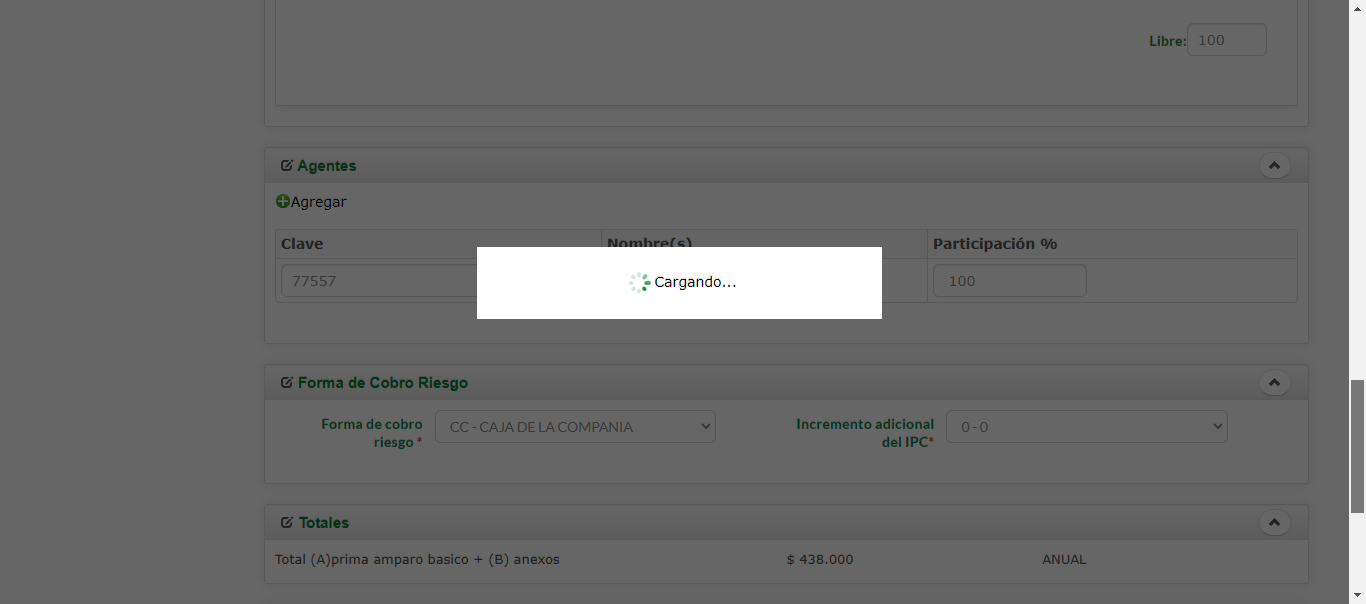 Libre: 100
Agentes
Agregar
Clave Nombre(s) Participación %
77557 100
Cargando...
Forma de Cobro Riesgo
Forma de cobro
riesgo *
CC - CAJA DE LA COMPANIA
Incremento adicional
del IPC*
0 - 0
Totales
Total (A)prima amparo basico + (B) anexos $ 438.000 ANUAL